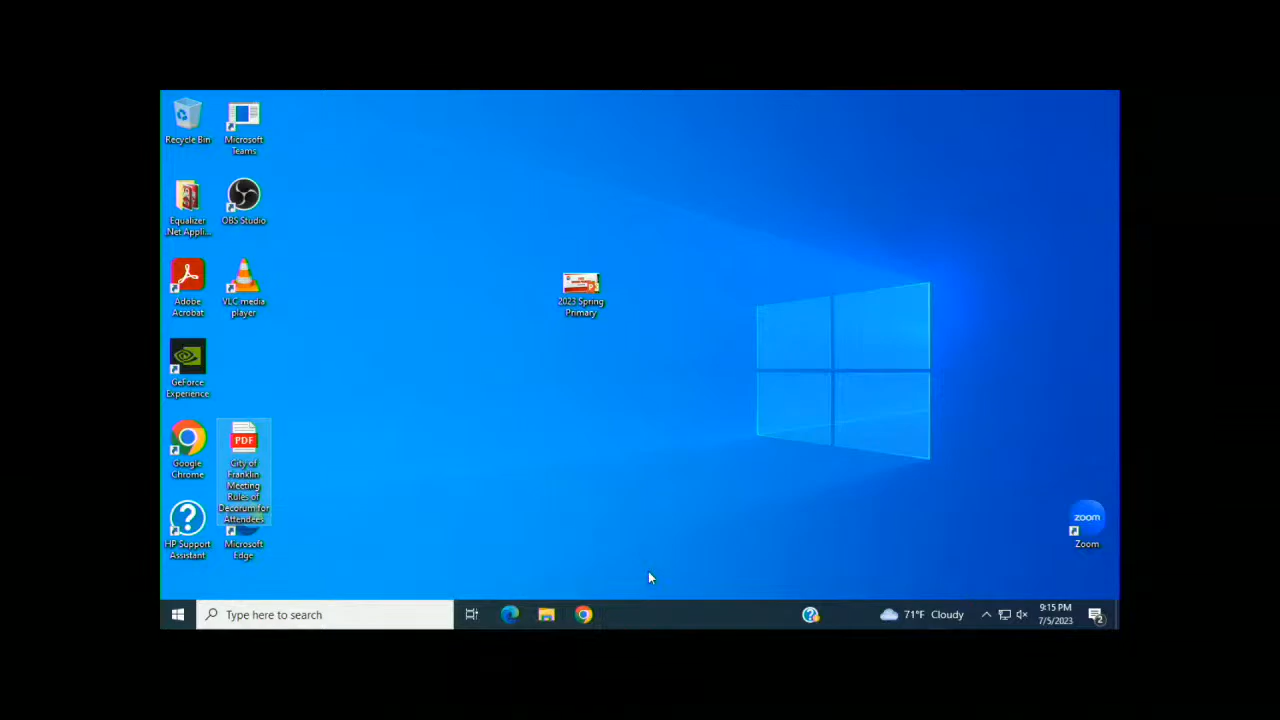 Recycle Bin
Microsoft
Teams
Equalizer
.Net Appli...
OBS Studio
Adobe
Acrobat
VLC media
player
2023 Spring
Primary
GeForce
Experience
Google
Chrome
PDF
City of
Franklin
Meeting
Rules of
Decorum for
Attendees
HP Support
Assistant
Microsoft
Edge
zoom
Zoom
Type here to search
71°F Cloudy
9:15 PM
7/5/2023
2